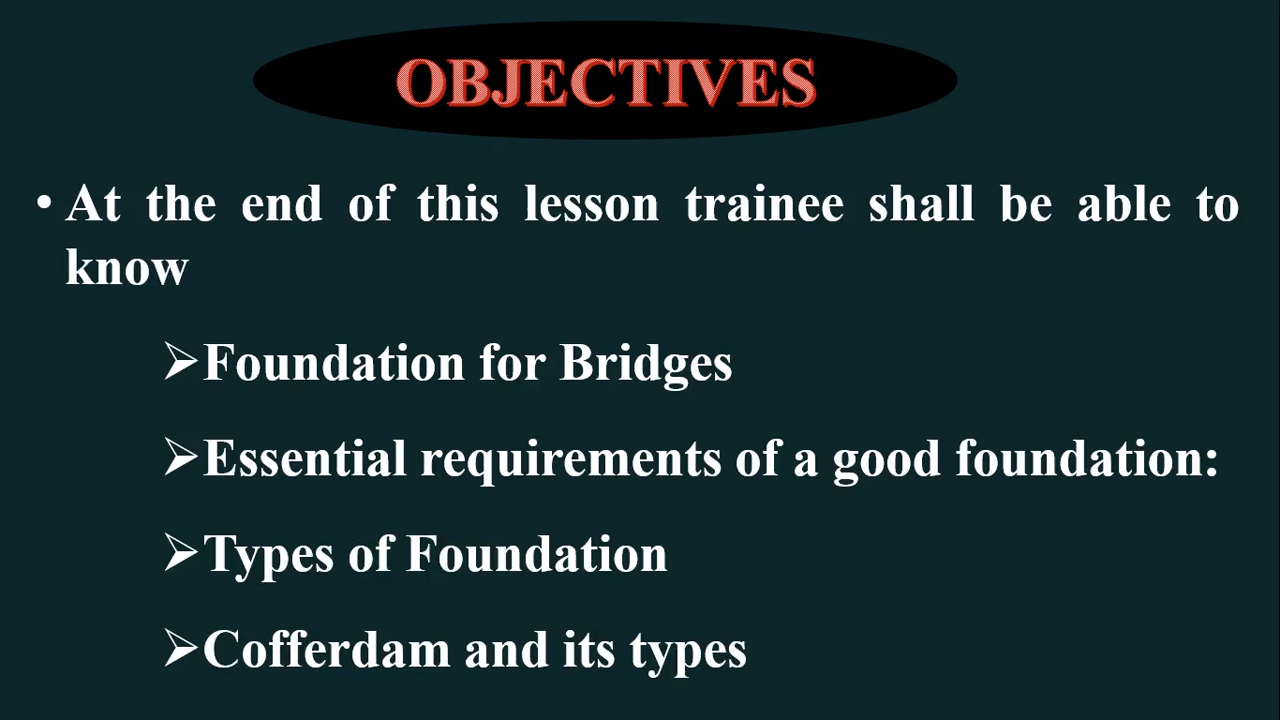 OBJECTIVES
• At the end of this lesson trainee shall be able to
know
➢Foundation for Bridges
➢Essential requirements of a good foundation:
➢Types of Foundation
➢Cofferdam and its types